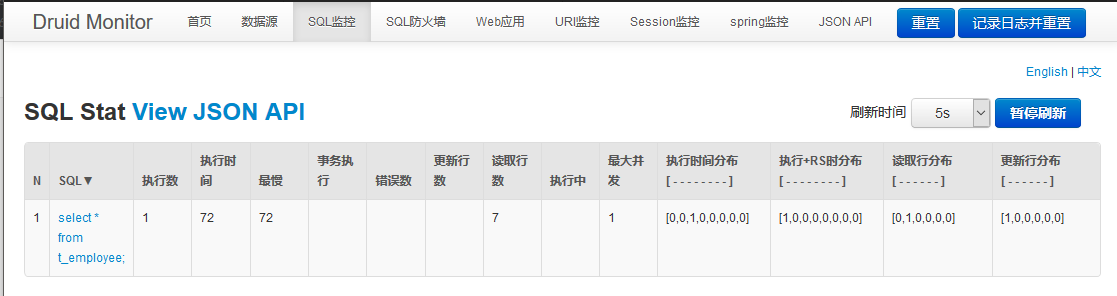 Druid Monitor 首页 数据源 SQL监控 SQL防火墙 Web应用 URI监控 Session监控 spring监控 JSON API 重置 记录日志并重置
English | 中文
SQL Stat View JSON API 刷新时间 5s 暂停刷新
N SQL▼ 执行数 执行时间 最慢 事务执行 错误数 更新行数 读取行数 执行中 最大并发 执行时间分布 [ - - - - - - - - ] 执行+RS时分布 [ - - - - - - - - ] 读取行分布 [ - - - - - - ] 更新行分布 [ - - - - - - ]
1 select * from t_employee; 1 72 72 7 1 [0,0,1,0,0,0,0,0] [1,0,0,0,0,0,0,0] [0,1,0,0,0,0] [1,0,0,0,0,0]